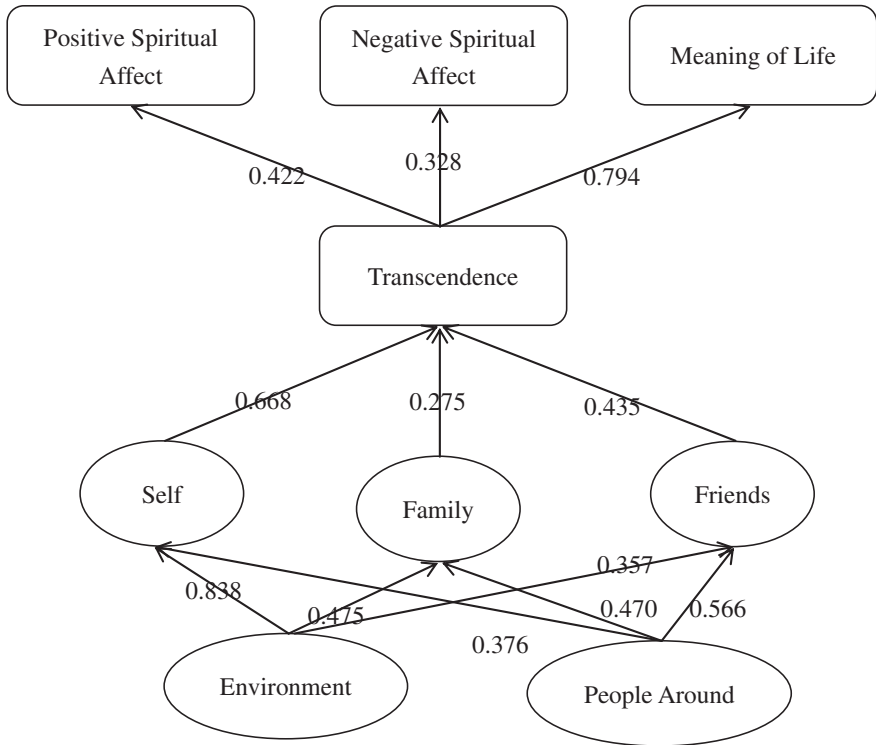 Positive Spiritual
Affect
Negative Spiritual
Affect
Meaning of Life
0.422
0.328
0.794
Transcendence
0.668
0.275
0.435
Self
Family
Friends
0.838
0.475
0.357
0.470
0.566
0.376
Environment
People Around